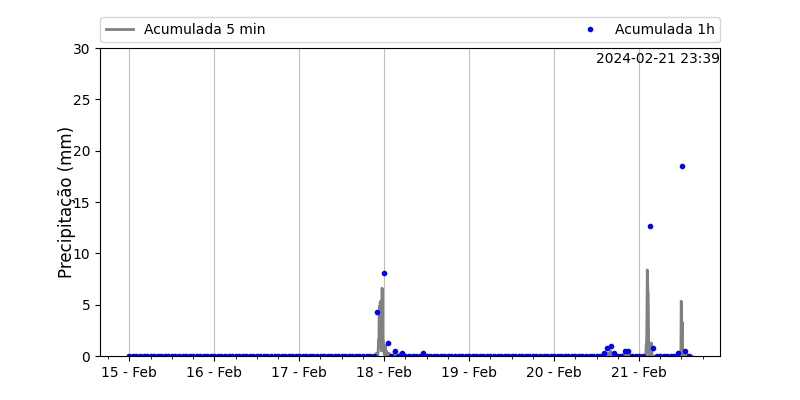 Acumulada 5 min
Acumulada 1h
2024-02-21 23:39
Precipitação (mm)
30
25
20
15
10
5
0
15 - Feb
16 - Feb
17 - Feb
18 - Feb
19 - Feb
20 - Feb
21 - Feb